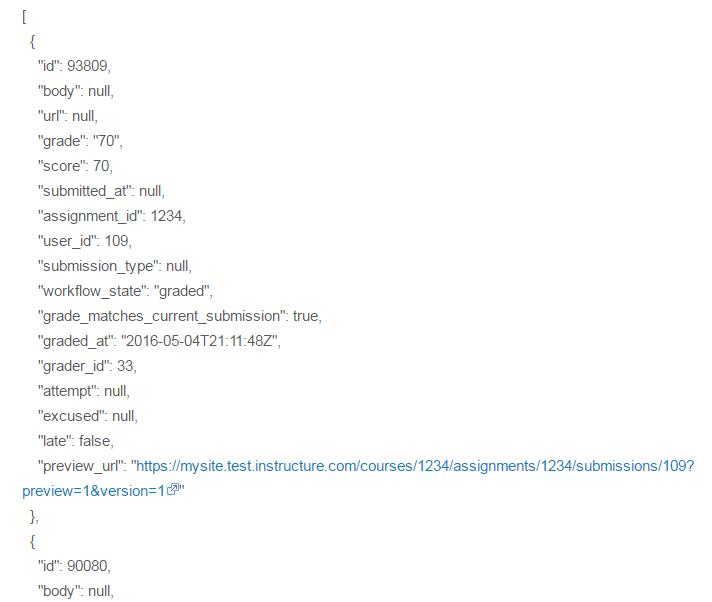 [
{
"id": 93809,
"body": null,
"url": null,
"grade": "70",
"score": 70,
"submitted_at": null,
"assignment_id": 1234,
"user_id": 109,
"submission_type": null,
"workflow_state": "graded",
"grade_matches_current_submission": true,
"graded_at": "2016-05-04T21:11:48Z",
"grader_id": 33,
"attempt": null,
"excused": null,
"late": false,
"preview_url": "https://mysite.test.instructure.com/courses/1234/assignments/1234/submissions/109?
preview=1&version=1"
},
{
"id": 90080,
"body": null,